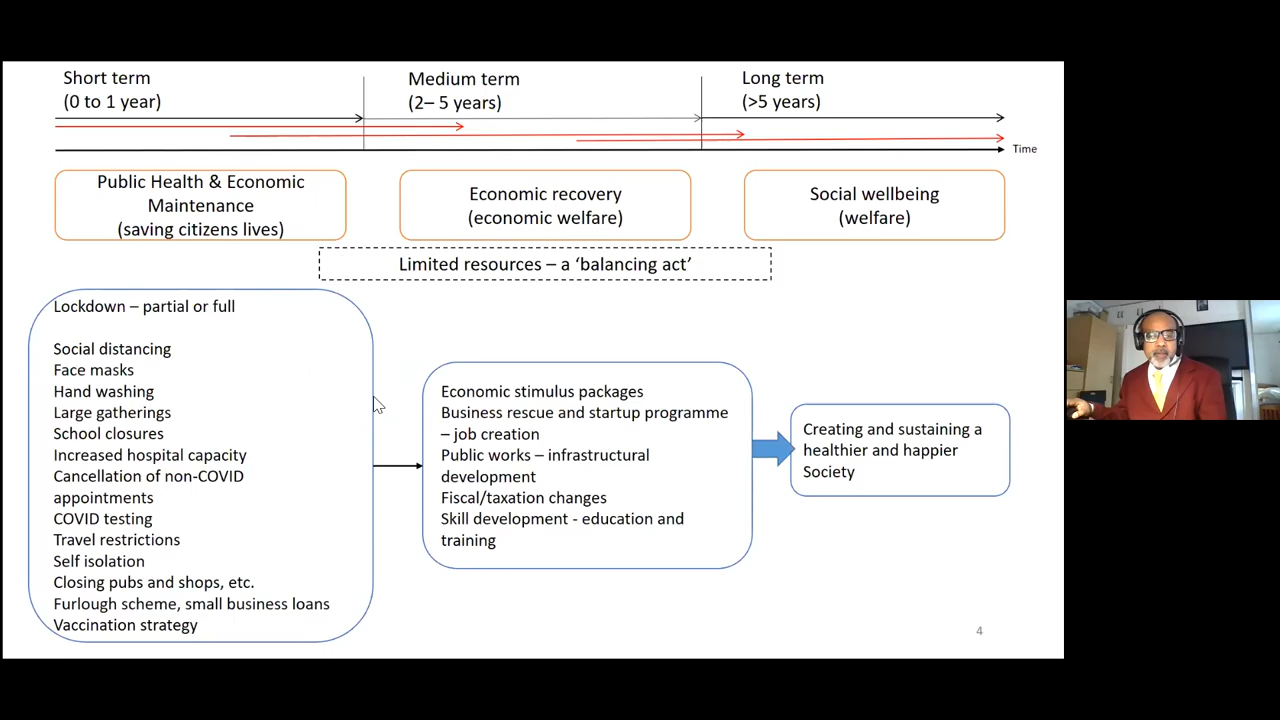 Short term
(0 to 1 year)
Medium term
(2– 5 years)
Long term
(>5 years)
Time
Public Health & Economic
Maintenance
(saving citizens lives)
Economic recovery
(economic welfare)
Social wellbeing
(welfare)
Limited resources – a ‘balancing act’
Lockdown – partial or full
Social distancing
Face masks
Hand washing
Large gatherings
School closures
Increased hospital capacity
Cancellation of non-COVID
appointments
COVID testing
Travel restrictions
Self isolation
Closing pubs and shops, etc.
Furlough scheme, small business loans
Vaccination strategy
Economic stimulus packages
Business rescue and startup programme
– job creation
Public works – infrastructural
development
Fiscal/taxation changes
Skill development - education and
training
Creating and sustaining a
healthier and happier
Society
4